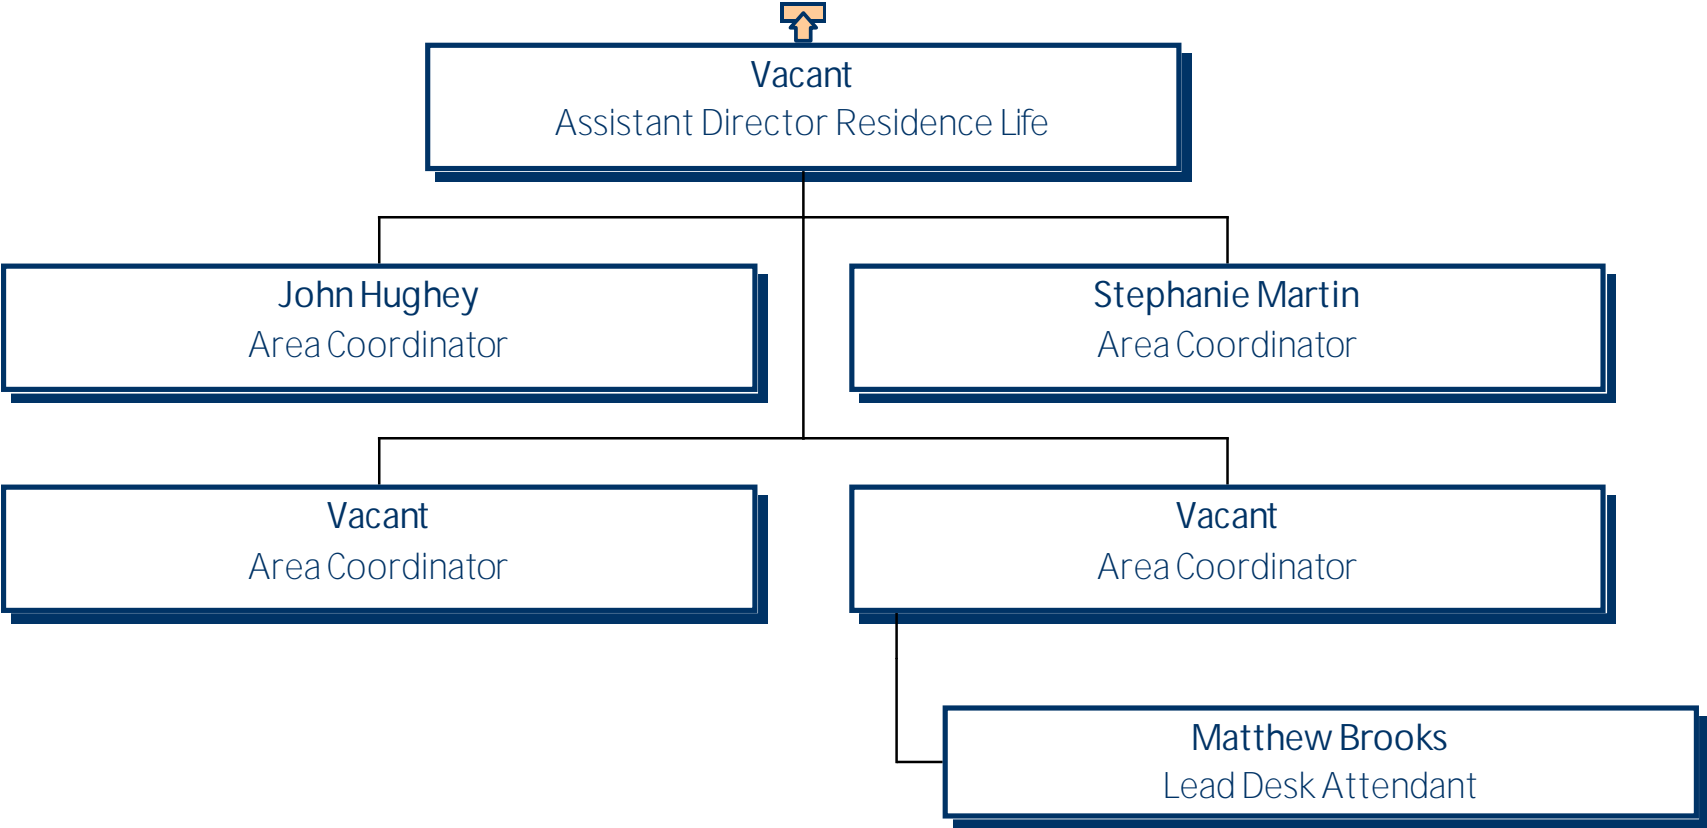 Vacant
Assistant Director Residence Life
John Hughey
Area Coordinator
Stephanie Martin
Area Coordinator
Vacant
Area Coordinator
Vacant
Area Coordinator
Matthew Brooks
Lead Desk Attendant